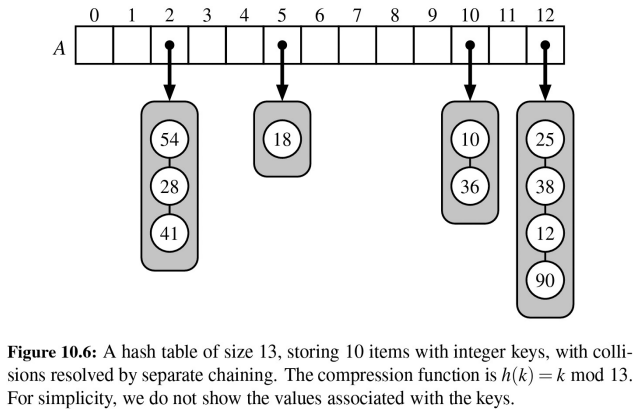 0 1 2 3 4 5 6 7 8 9 10 11 12
A
54 18 10 25
28 36 38
41 12
90
Figure 10.6: A hash table of size 13, storing 10 items with integer keys, with colli-
sions resolved by separate chaining. The compression function is h(k) = k mod 13.
For simplicity, we do not show the values associated with the keys.